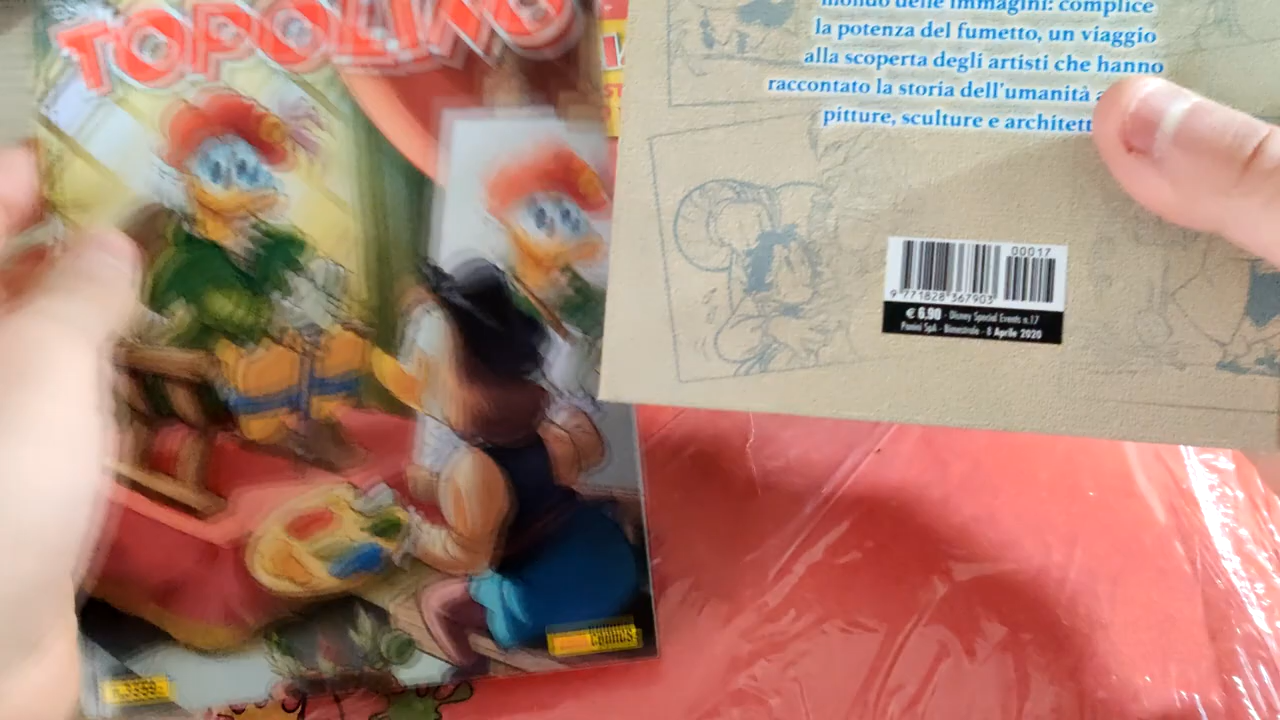 TOPOLINO
n.3359
COMICS
mondo delle immagini: complice
la potenza del fumetto, un viaggio
alla scoperta degli artisti che hanno
raccontato la storia dell'umanità
pitture, sculture e architett
00017
9 771828 367903
€ 6,90 - Disney Special Events n.17
Panini SpA - Bimestrale - 8 Aprile 2020